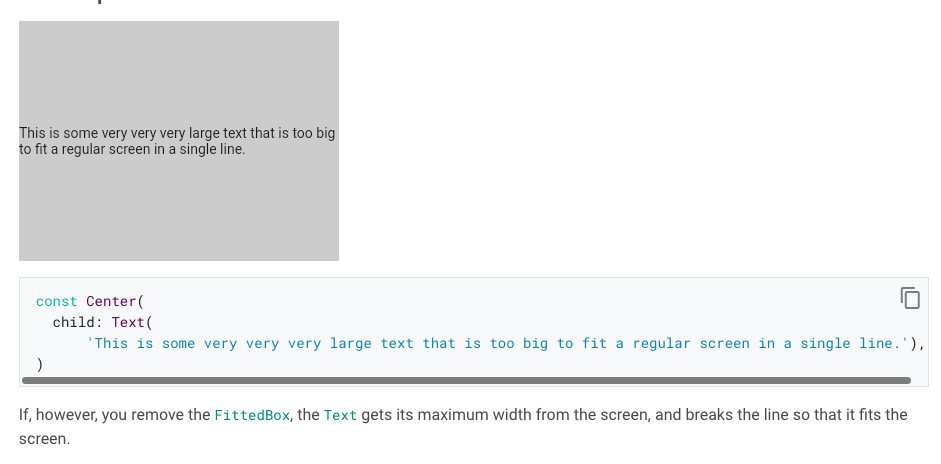 This is some very very very large text that is too big
to fit a regular screen in a single line.
const Center(
  child: Text(
      'This is some very very very large text that is too big to fit a regular screen in a single line.'),
)
If, however, you remove the FittedBox, the Text gets its maximum width from the screen, and breaks the line so that it fits the
screen.